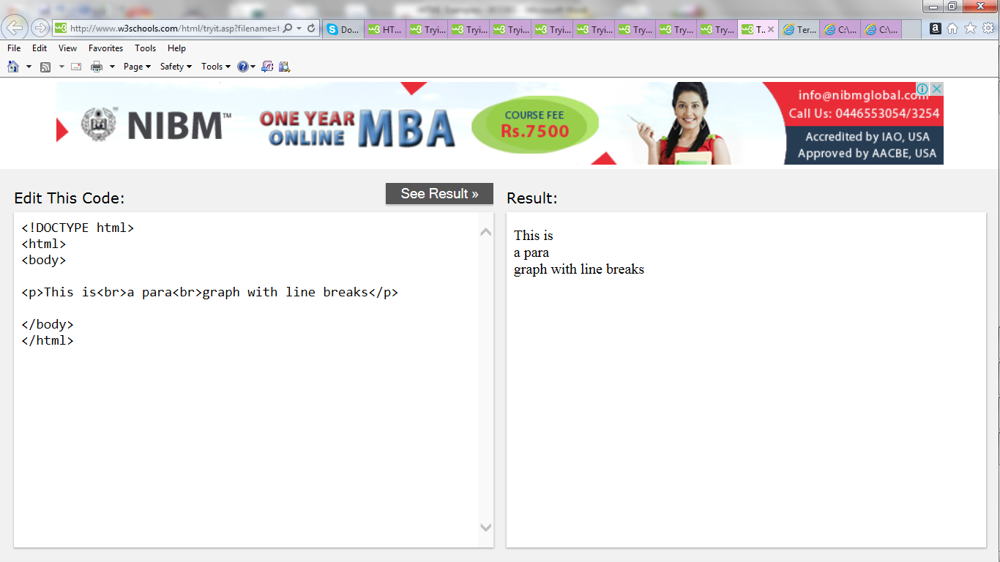 http://www.w3schools.com/html/tryit.asp?filename=t
Do...
HT...
Tryi...
Tryi...
Tryi...
Tryi...
Tryi...
Try...
Try...
Try...
T...
Ter...
C:\...
C:\...
File Edit View Favorites Tools Help
Page Safety Tools
NIBM™
ONE YEAR
ONLINE
MBA
COURSE FEE
Rs.7500
info@nibmglobal.com
Call Us: 0446553054/3254
Accredited by IAO, USA
Approved by AACBE, USA
Edit This Code:
See Result »
Result:
<!DOCTYPE html>
<html>
<body>
<p>This is<br>a para<br>graph with line breaks</p>
</body>
</html>
This is
a para
graph with line breaks